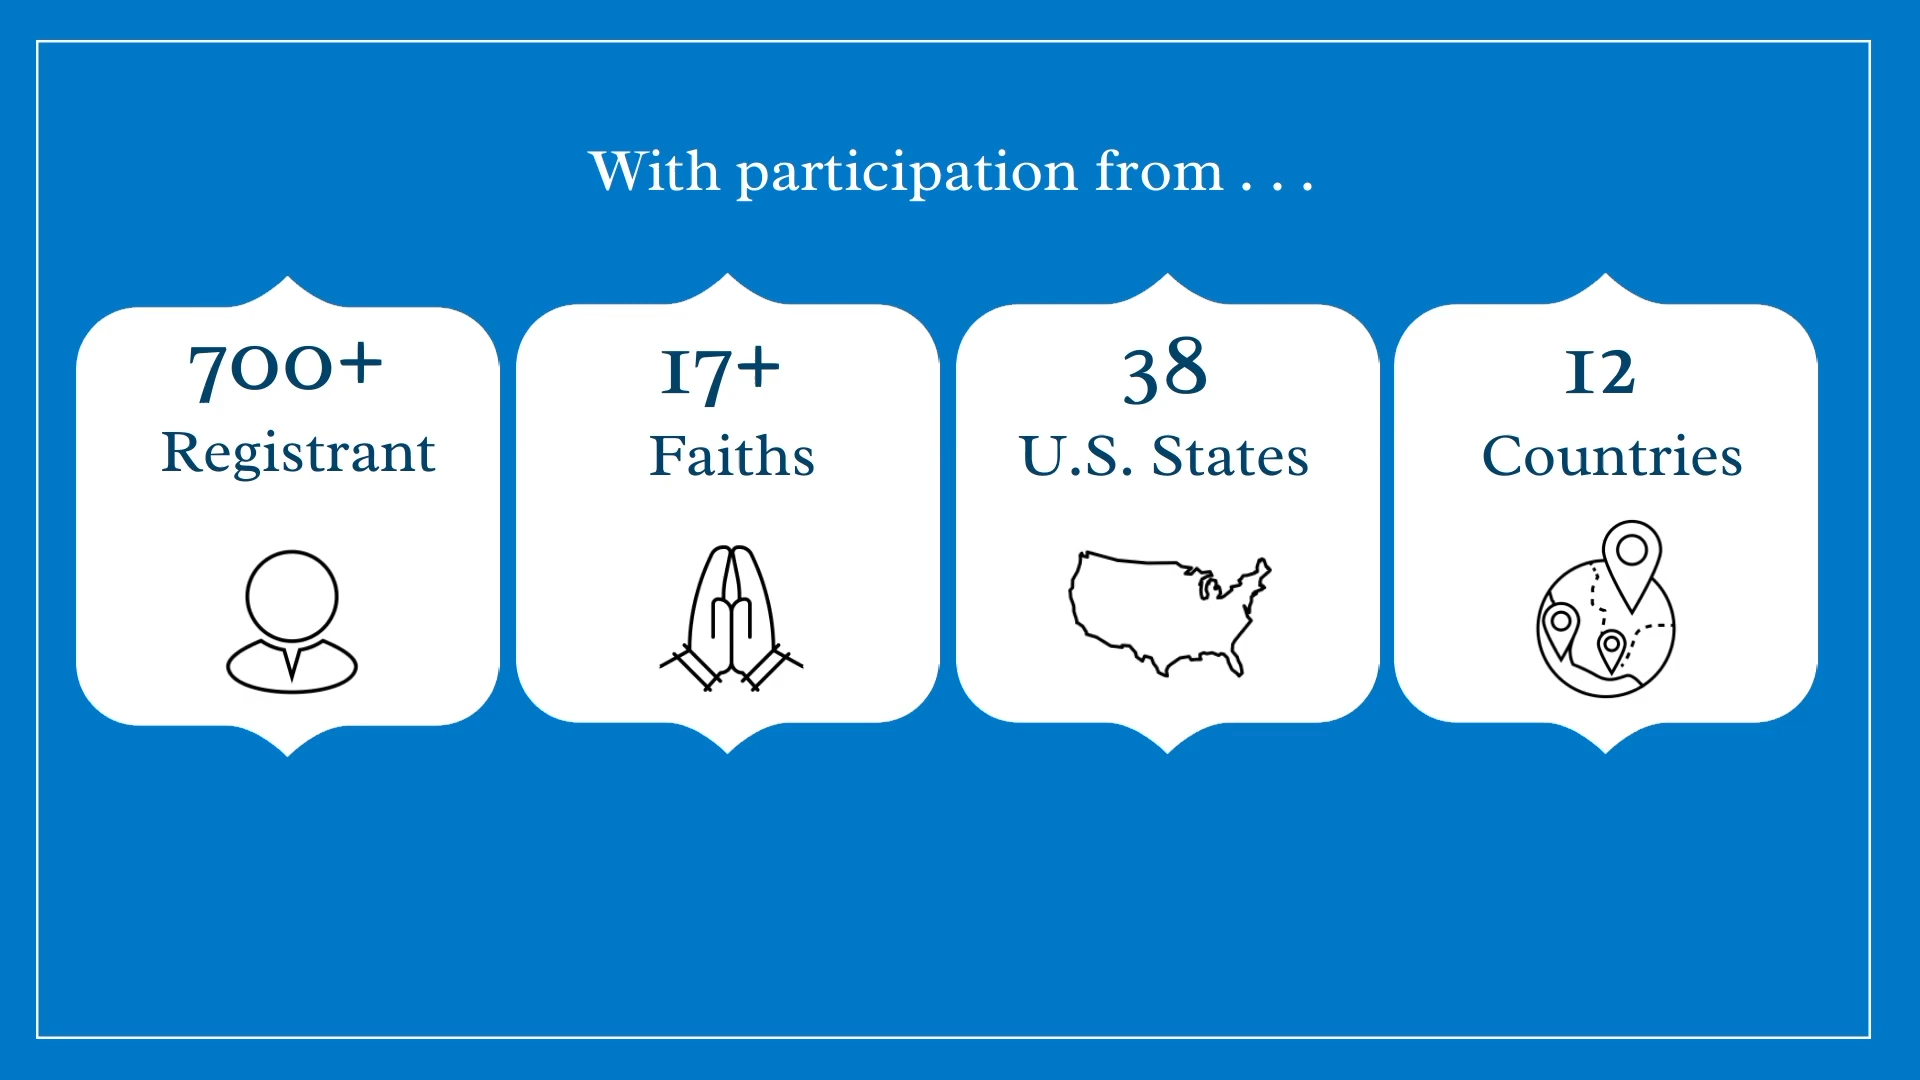 With participation from . . .
700+
Registrant
17+
Faiths
38
U.S. States
12
Countries